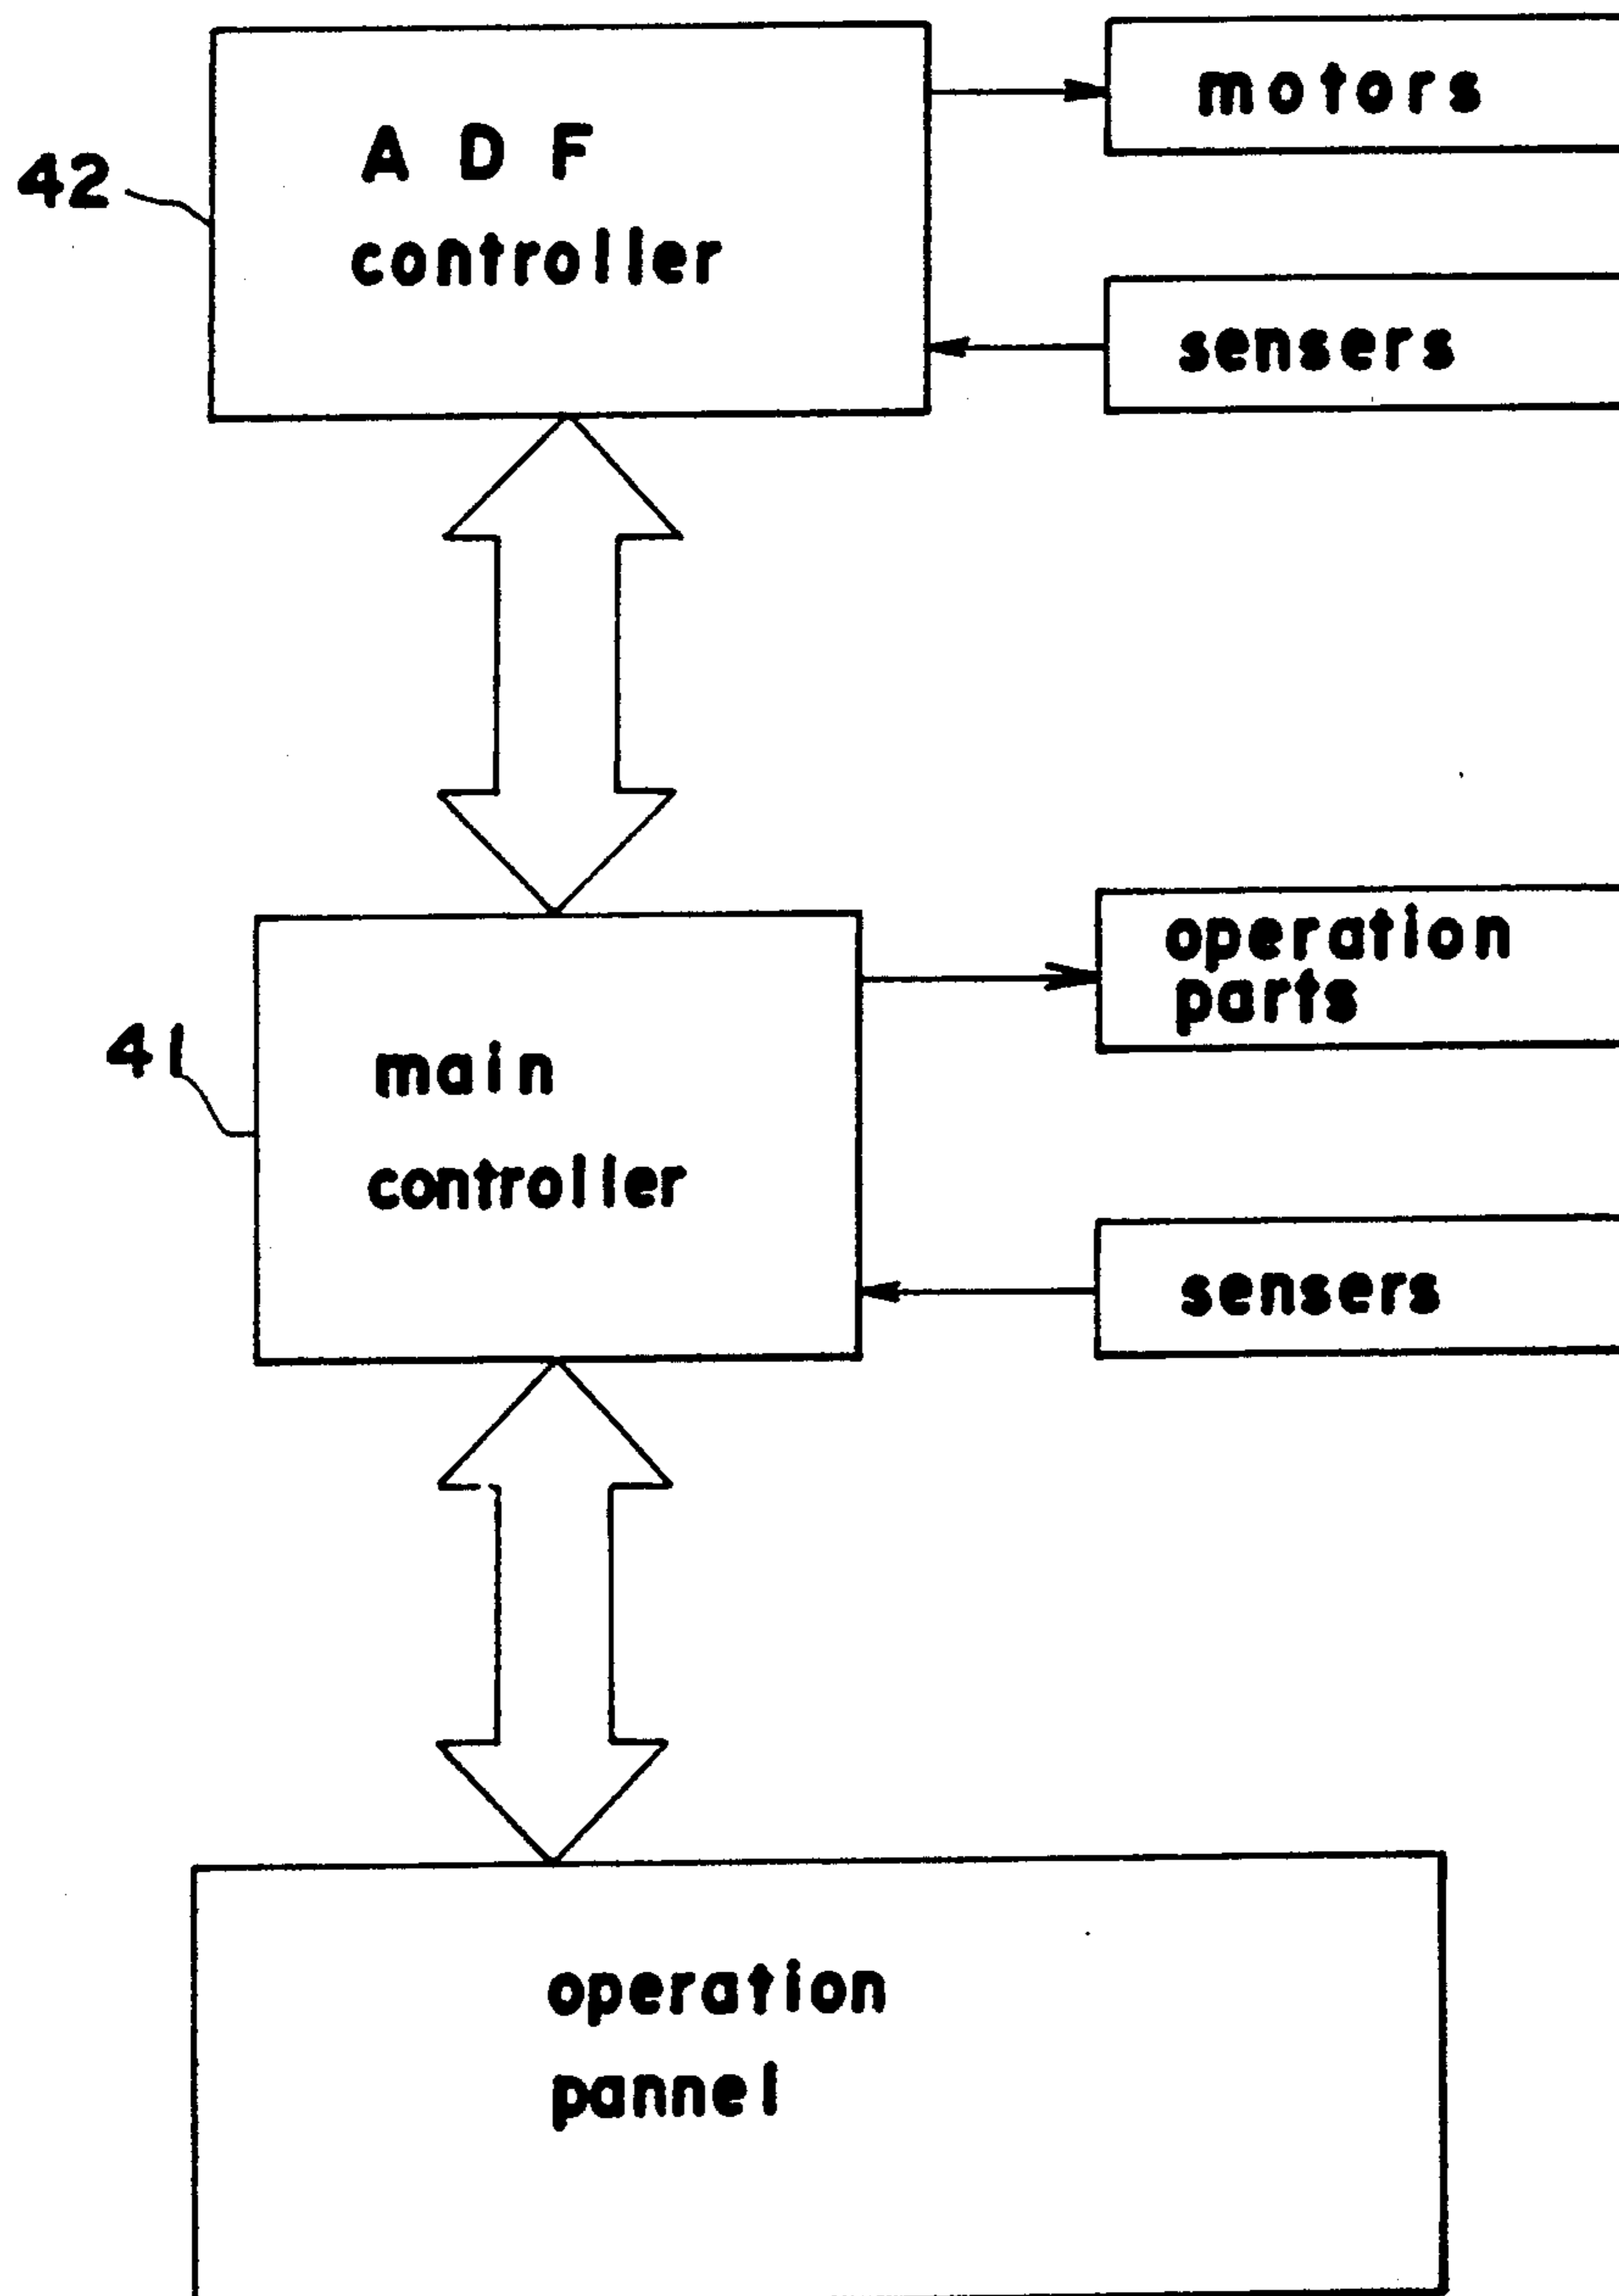 motors
A D F
42
controller
sensers
operation
parts
41
main
controller
sensers
operation
pannel